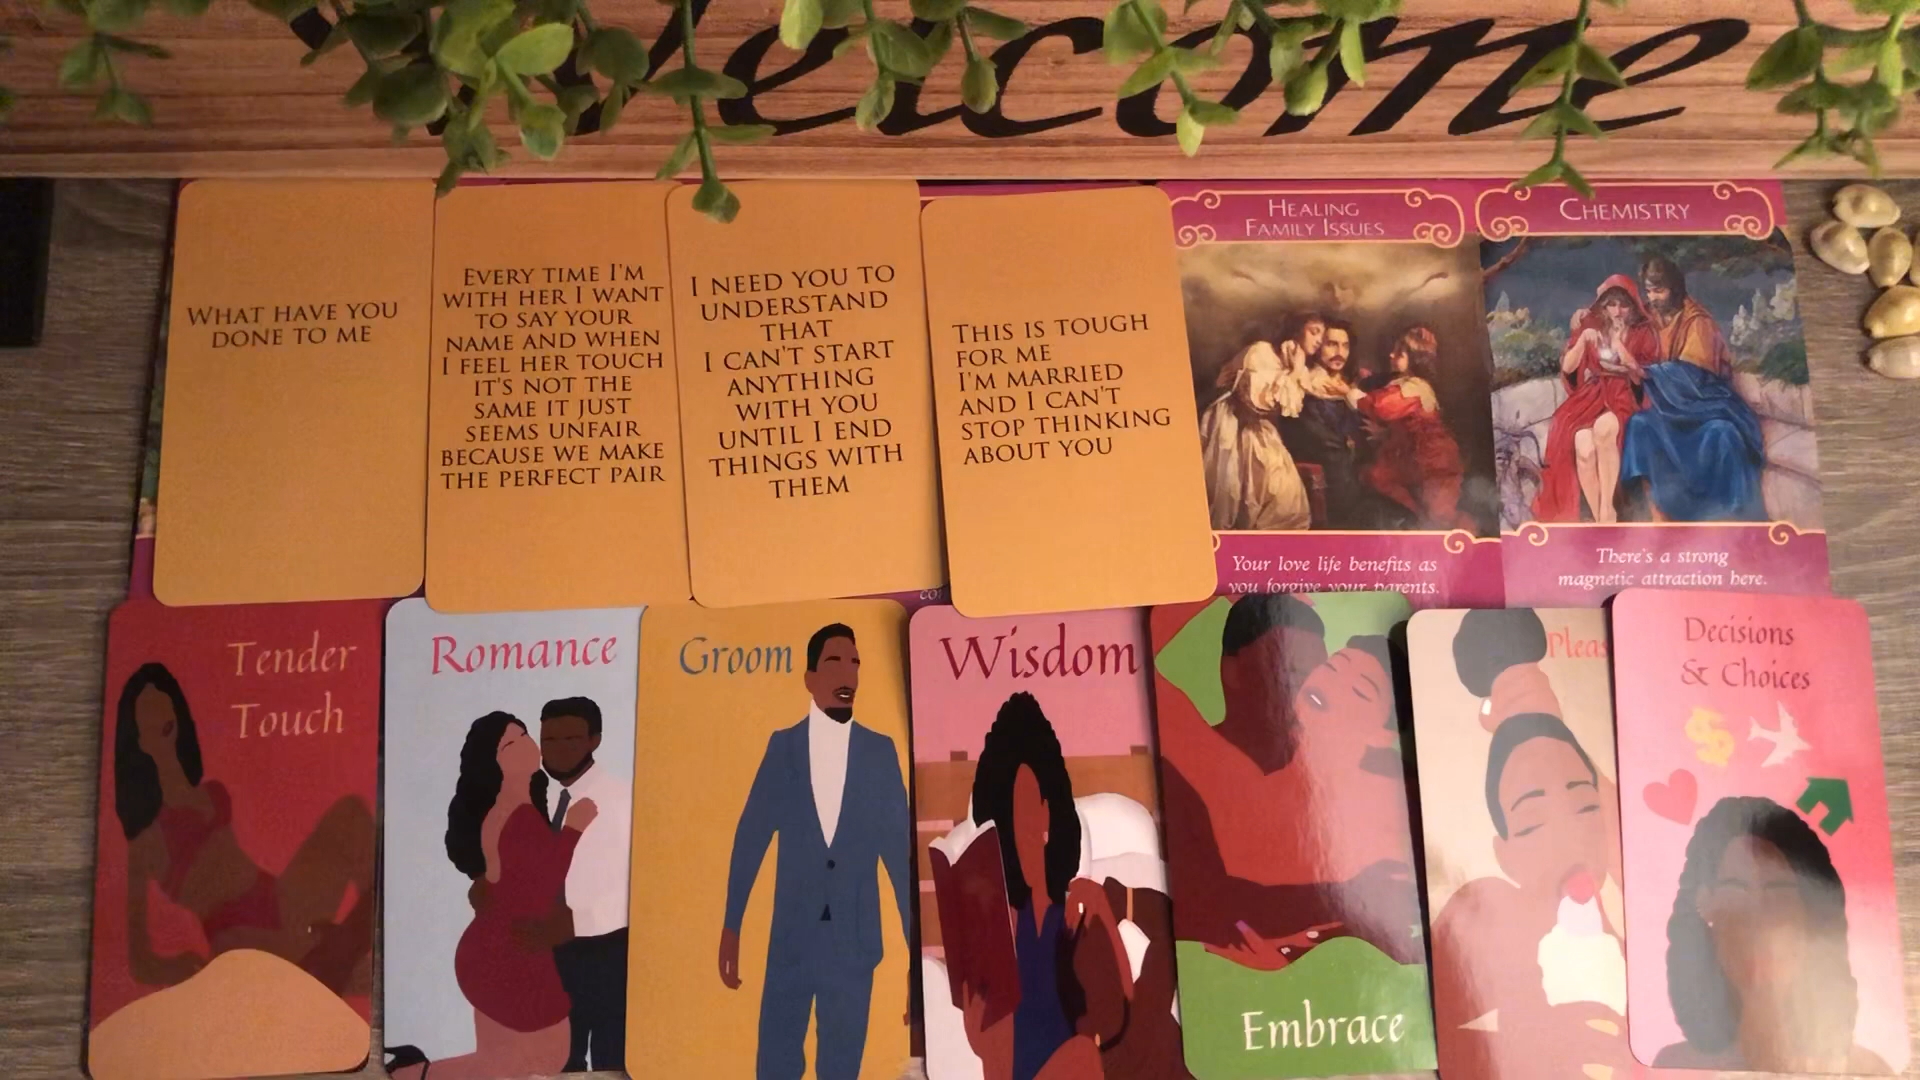 Welcome
WHAT HAVE YOU
DONE TO ME
EVERY TIME I'M
WITH HER I WANT
TO SAY YOUR
NAME AND WHEN
I FEEL HER TOUCH
IT'S NOT THE
SAME IT JUST
SEEMS UNFAIR
BECAUSE WE MAKE
THE PERFECT PAIR
I NEED YOU TO
UNDERSTAND
THAT
I CAN'T START
ANYTHING
WITH YOU
UNTIL I END
THINGS WITH
THEM
THIS IS TOUGH
FOR ME
I'M MARRIED
AND I CAN'T
STOP THINKING
ABOUT YOU
HEALING
FAMILY ISSUES
Your love life benefits as
you forgive your parents.
CHEMISTRY
There's a strong
magnetic attraction here.
Tender
Touch
Romance
Groom
Wisdom
Embrace
Decisions
& Choices